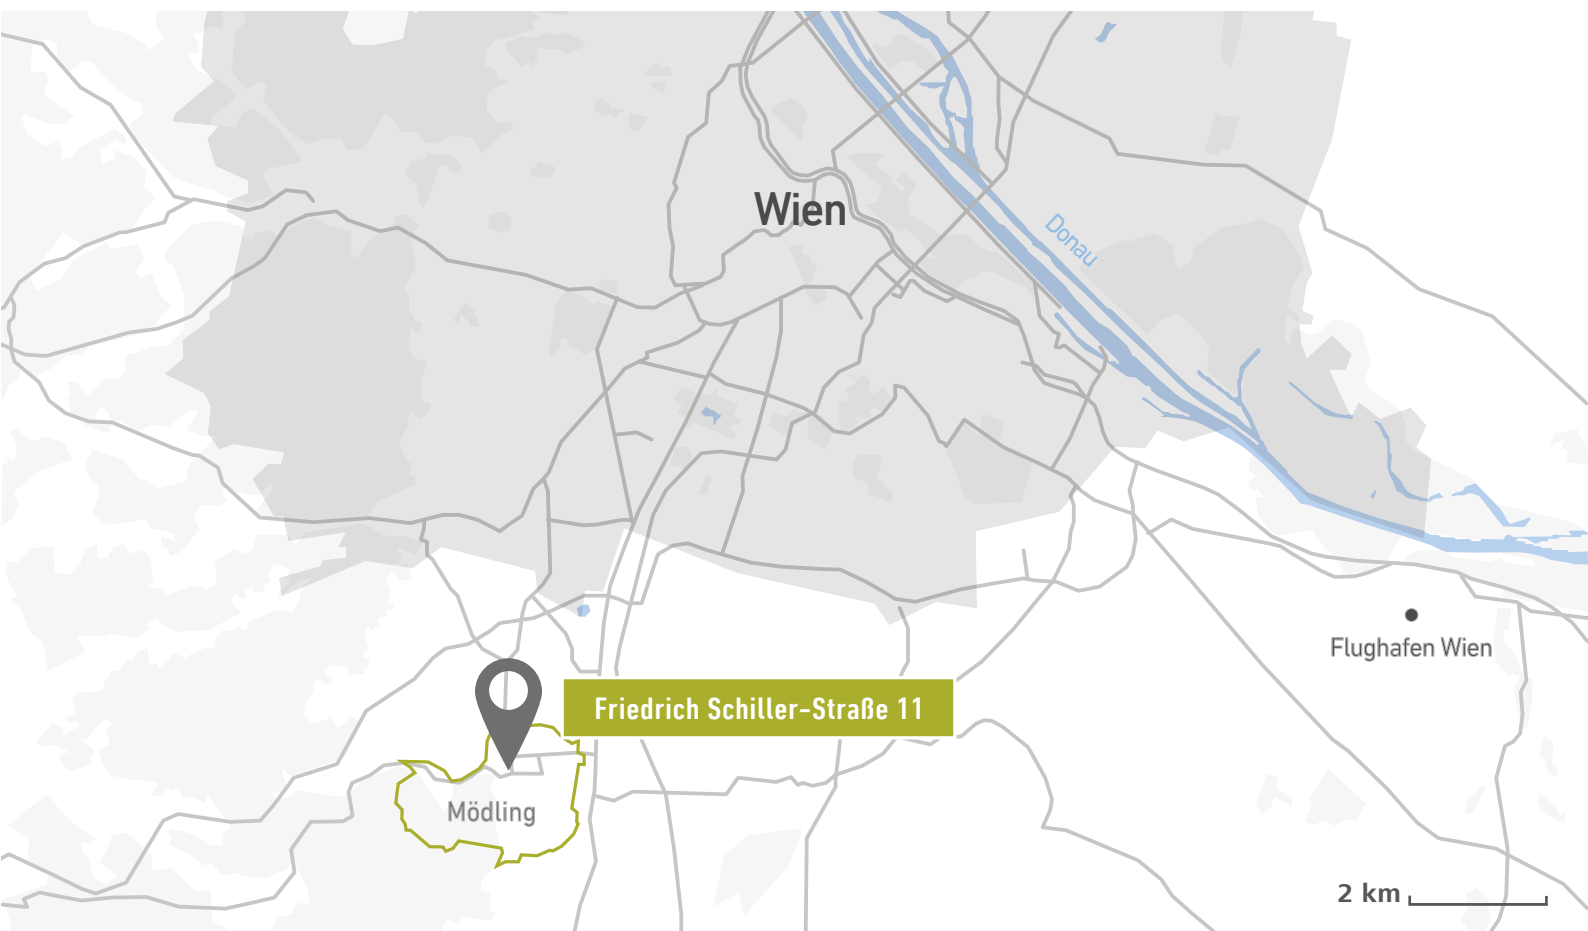 Wien
Donau
Flughafen Wien
Friedrich Schiller-Straße 11
Mödling
2 km